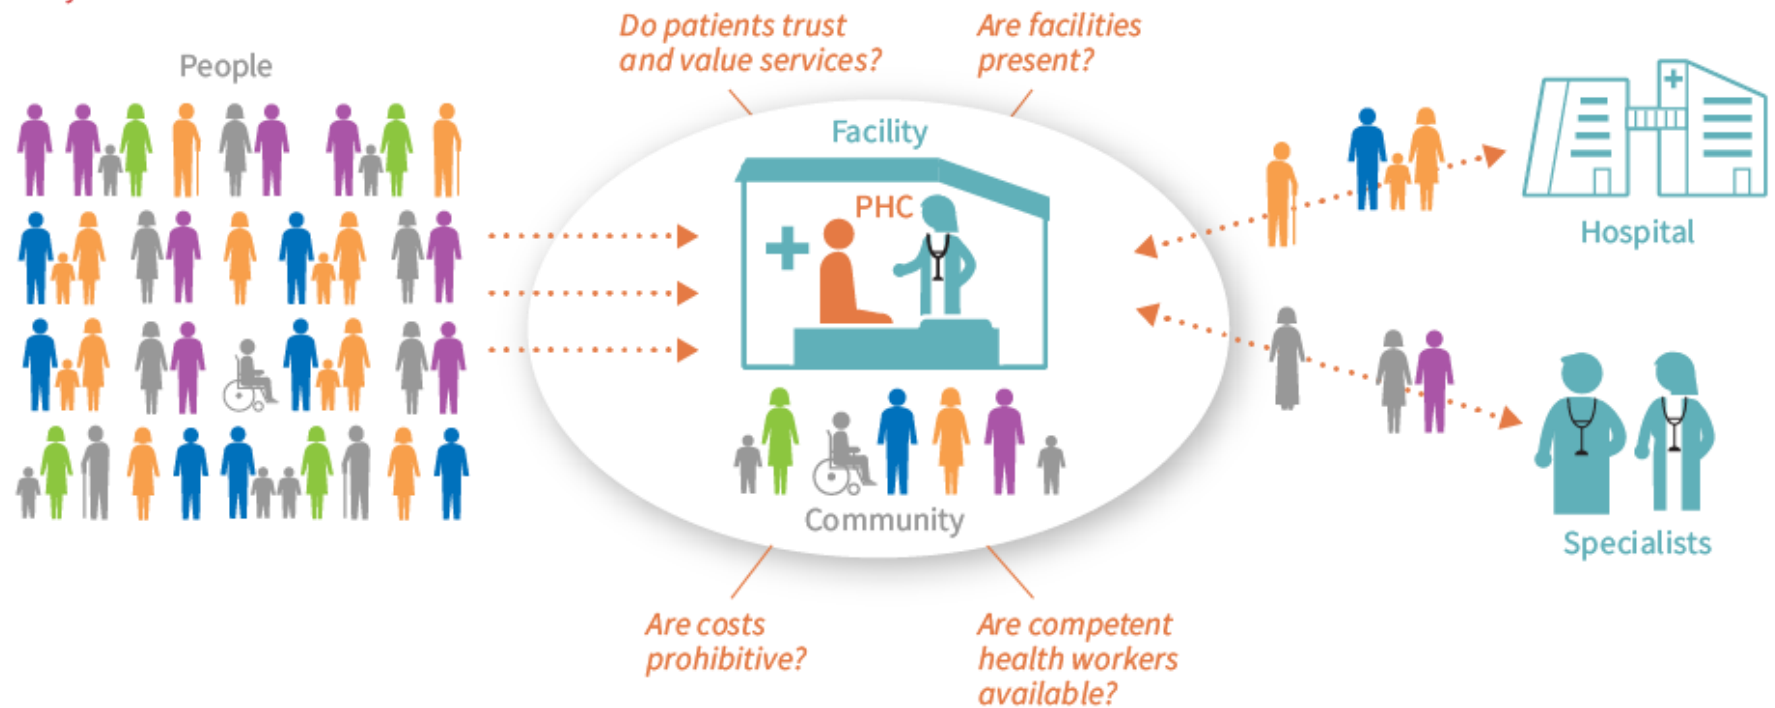 People
Do patients trust
and value services?
Are facilities
present?
Facility
PHC
Community
Are costs
prohibitive?
Are competent
health workers
available?
Hospital
Specialists